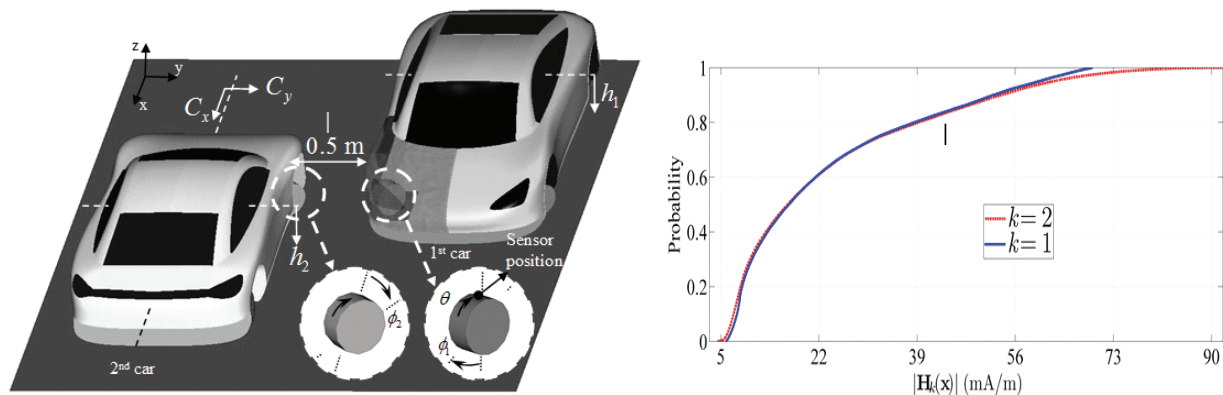 z
y
x
C_y
C_x
h_1
0.5 m
h_2
1st car
Sensor
position
θ
ϕ_2
ϕ_1
2nd car
1
0.8
0.6
0.4
0.2
0
Probability
k = 2
k = 1
5 22 39 56 73 90
|H_k(x)| (mA/m)